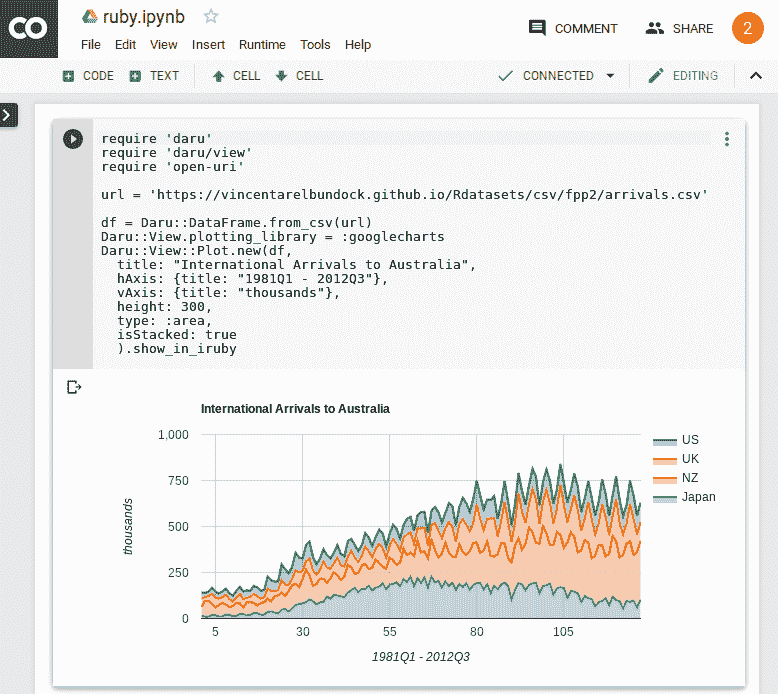 CO ruby.ipynb
COMMENT SHARE 2
File Edit View Insert Runtime Tools Help
CODE TEXT CELL CELL CONNECTED EDITING
require 'daru'
require 'daru/view'
require 'open-uri'
url = 'https://vincentarelbundock.github.io/Rdatasets/csv/fpp2/arrivals.csv'
df = Daru::DataFrame.from_csv(url)
Daru::View.plotting_library = :googlecharts
Daru::View::Plot.new(df,
title: "International Arrivals to Australia",
hAxis: {title: "1981Q1 - 2012Q3"},
vAxis: {title: "thousands"},
height: 300,
type: :area,
isStacked: true
).show_in_iruby
International Arrivals to Australia
1,000
750
500
250
0
thousands
5 30 55 80 105
1981Q1 - 2012Q3
US
UK
NZ
Japan